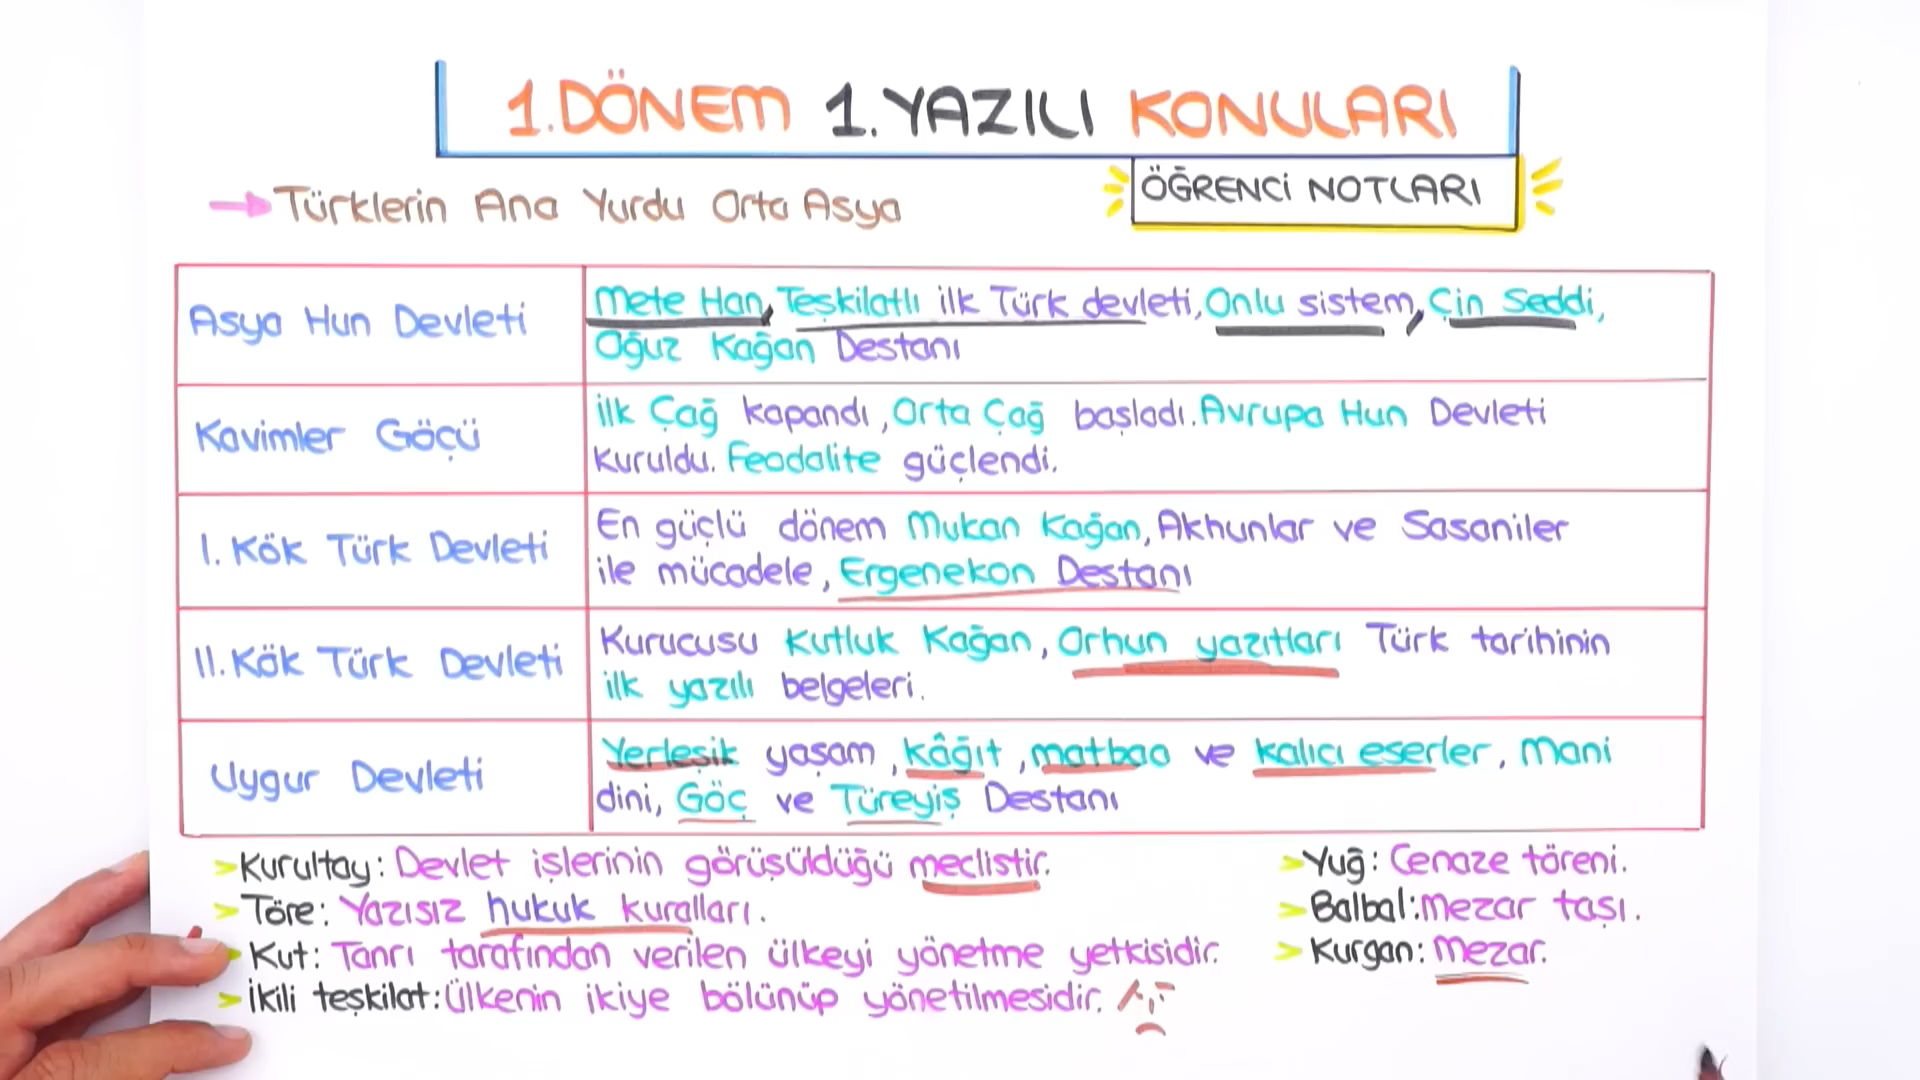 1.DÖNEM 1.YAZILI KONULARI
ÖĞRENCİ NOTLARI
Türklerin Ana Yurdu Orta Asya
Asya Hun Devleti
Mete Han, Teşkilatlı ilk Türk devleti, Onlu sistem, Çin Seddi,
Oğuz Kağan Destanı
Kavimler Göçü
İlk Çağ kapandı, Orta Çağ başladı. Avrupa Hun Devleti
kuruldu. Feodalite güçlendi.
I. Kök Türk Devleti
En güçlü dönem Mukan Kağan, Akhunlar ve Sasaniler
ile mücadele, Ergenekon Destanı
II. Kök Türk Devleti
Kurucusu Kutluk Kağan, Orhun yazıtları Türk tarihinin
ilk yazılı belgeleri.
Uygur Devleti
Yerleşik yaşam, kâğıt, matbaa ve kalıcı eserler, Mani
dini, Göç ve Türeyiş Destanı
Kurultay: Devlet işlerinin görüşüldüğü meclistir.
Töre: Yazısız hukuk kuralları.
Kut: Tanrı tarafından verilen ülkeyi yönetme yetkisidir.
İkili teşkilat: Ülkenin ikiye bölünüp yönetilmesidir.
Yuğ: Cenaze töreni.
Balbal: Mezar taşı.
Kurgan: Mezar.